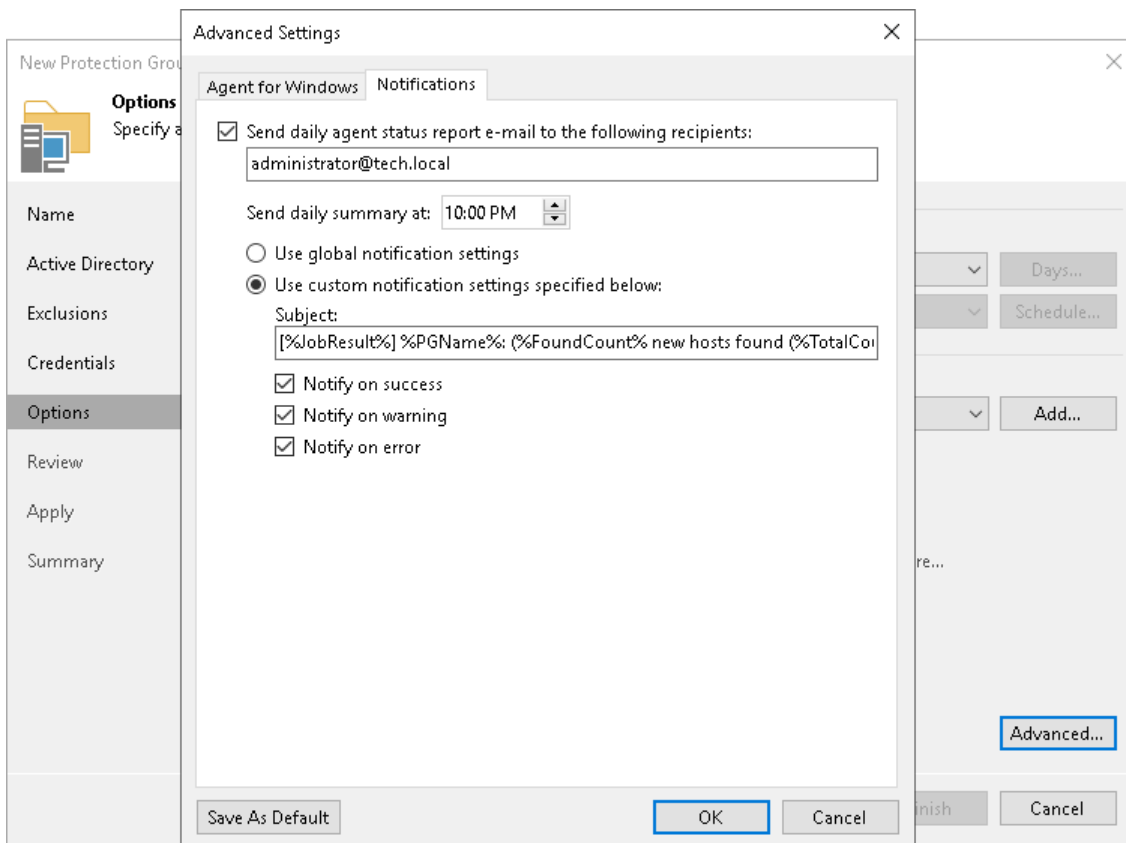 Advanced Settings
New Protection Grou
Agent for Windows
Notifications
Options
Specify a
Send daily agent status report e-mail to the following recipients:
administrator@tech.local
Name
Send daily summary at: 10:00 PM
Active Directory
Use global notification settings
Days...
Use custom notification settings specified below:
Exclusions
Schedule...
Subject:
[%JobResult%] %PGName%: (%FoundCount% new hosts found (%TotalCou
Credentials
Notify on success
Options
Notify on warning
Add...
Notify on error
Review
Apply
Summary
re...
Advanced...
Save As Default
OK
Cancel
inish
Cancel